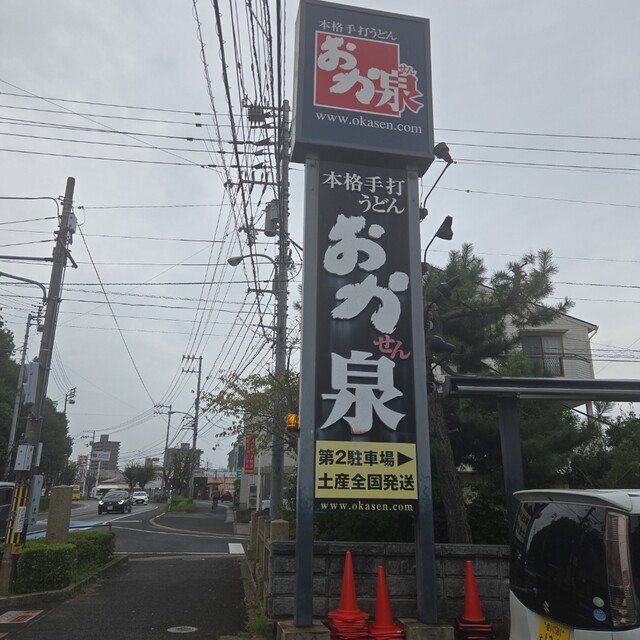 本格手打うどん
おか泉
せん
www.okasen.com
本格手打
うどん
おか泉
せん
第2駐車場▶
土産全国発送
www.okasen.com